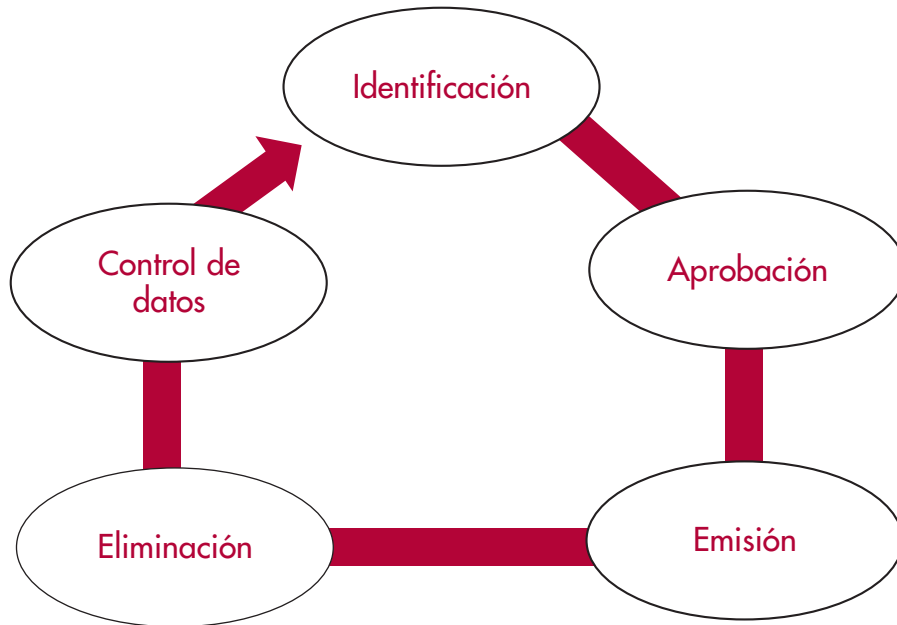 Identificación
Aprobación
Emisión
Eliminación
Control de
datos